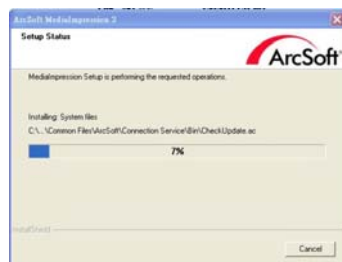 ArcSoft MediaImpression 2
Setup Status
ArcSoft
MediaImpression Setup is performing the requested operations.
Installing: System files
C:\...\Common Files\ArcSoft\Connection Service\Bin\CheckUpdate.ac
7%
InstallShield
Cancel